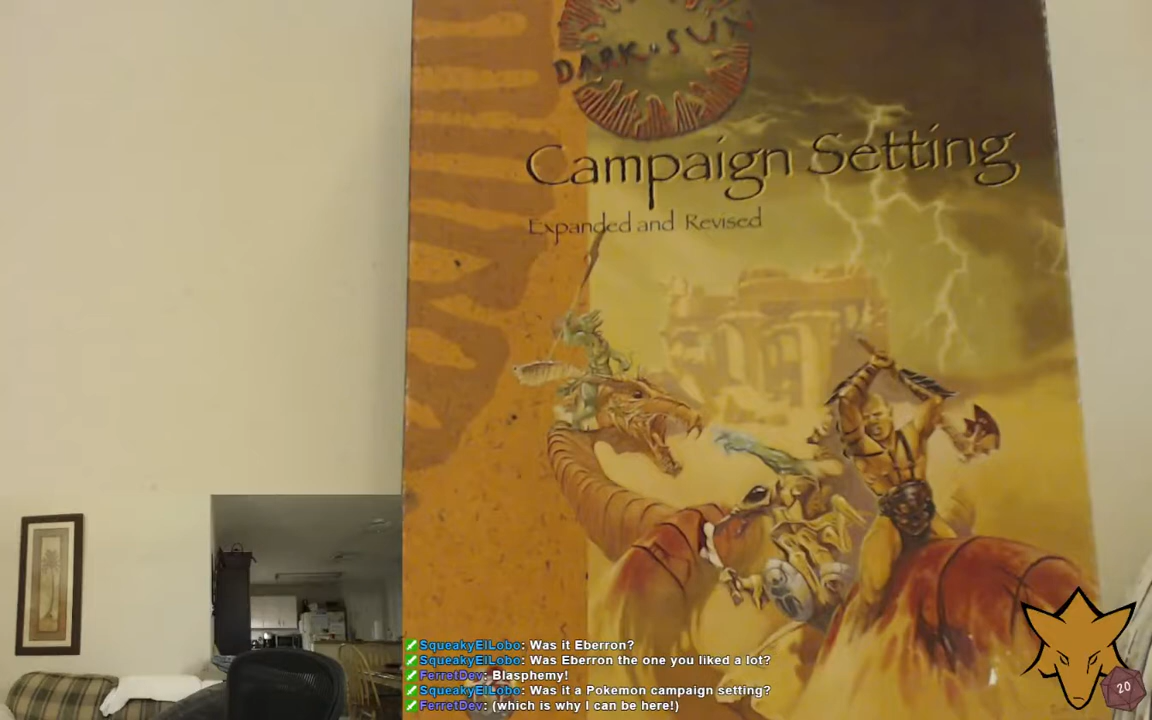 DARK SUN
Campaign Setting
Expanded and Revised
SqueakyElLobo: Was it Eberron?
SqueakyElLobo: Was Eberron the one you liked a lot?
FerretDev: Blasphemy!
SqueakyElLobo: Was it a Pokemon campaign setting?
FerretDev: (which is why I can be here!)
20